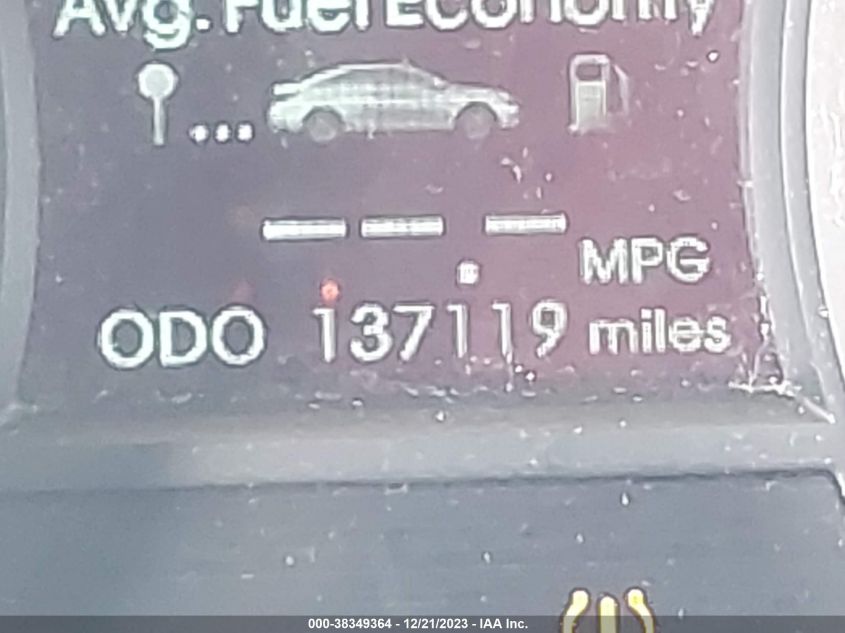 Avg. Fuel Economy
--.- MPG
ODO 137119 miles
000-38349364 - 12/21/2023 - IAA Inc.